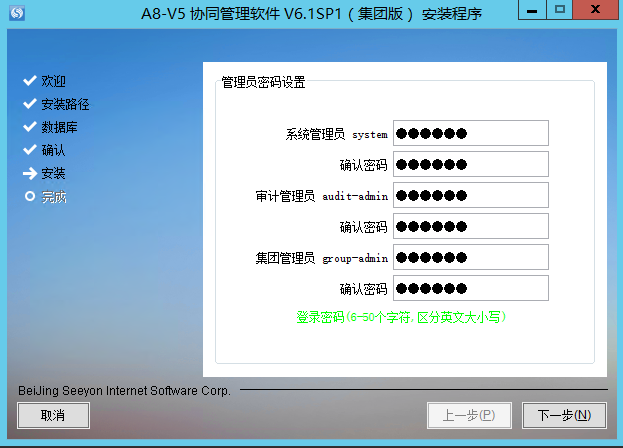 A8-V5 协同管理软件 V6.1SP1（集团版）安装程序
欢迎
安装路径
数据库
确认
安装
完成
管理员密码设置
系统管理员 system ●●●●●●
确认密码 ●●●●●●
审计管理员 audit-admin ●●●●●●
确认密码 ●●●●●●
集团管理员 group-admin ●●●●●●
确认密码 ●●●●●●
登录密码(6-50个字符,区分英文大小写)
BeiJing Seeyon Internet Software Corp.
取消 上一步(P) 下一步(N)